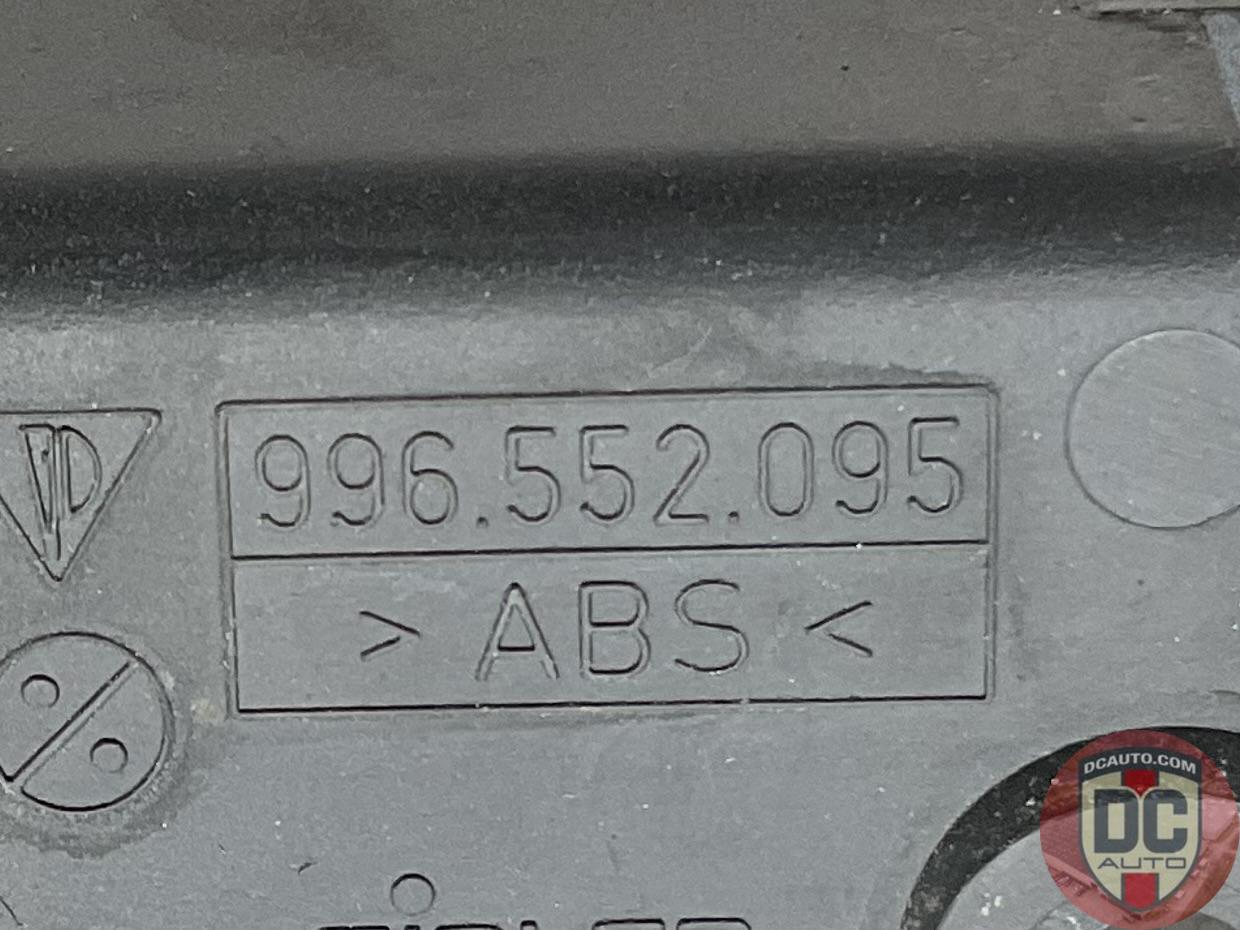 996.552.095
> ABS <
DCAUTO.COM
DC
AUTO